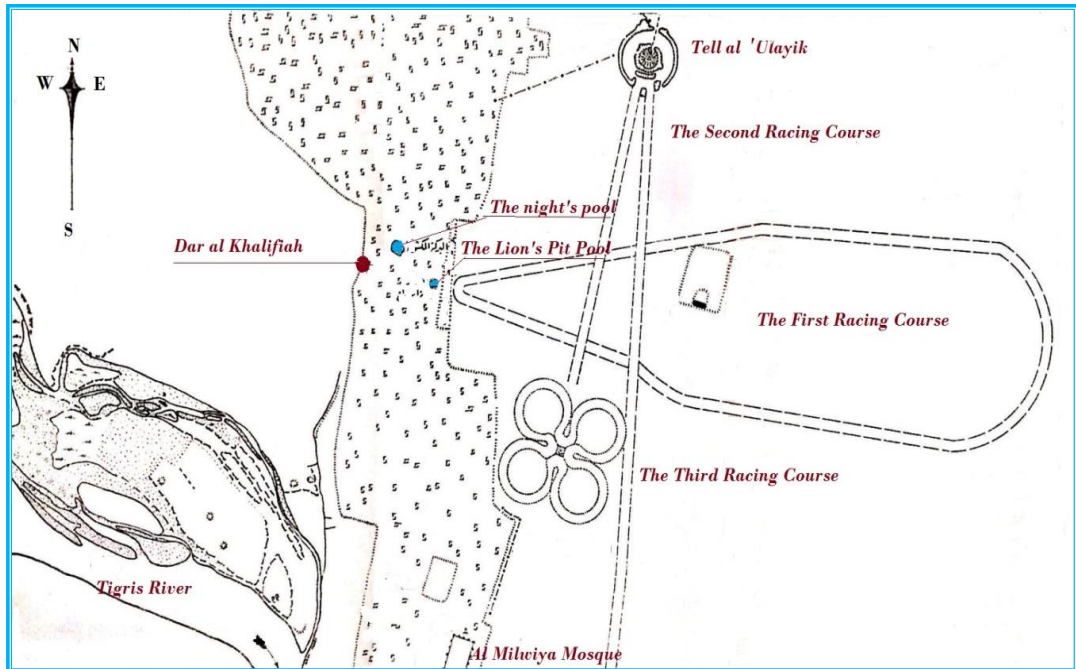 N
W E
S
Tell al 'Utayik
The Second Racing Course
The night's pool
Dar al Khalifiah
The Lion's Pit Pool
The First Racing Course
The Third Racing Course
Tigris River
Al Milwiya Mosque